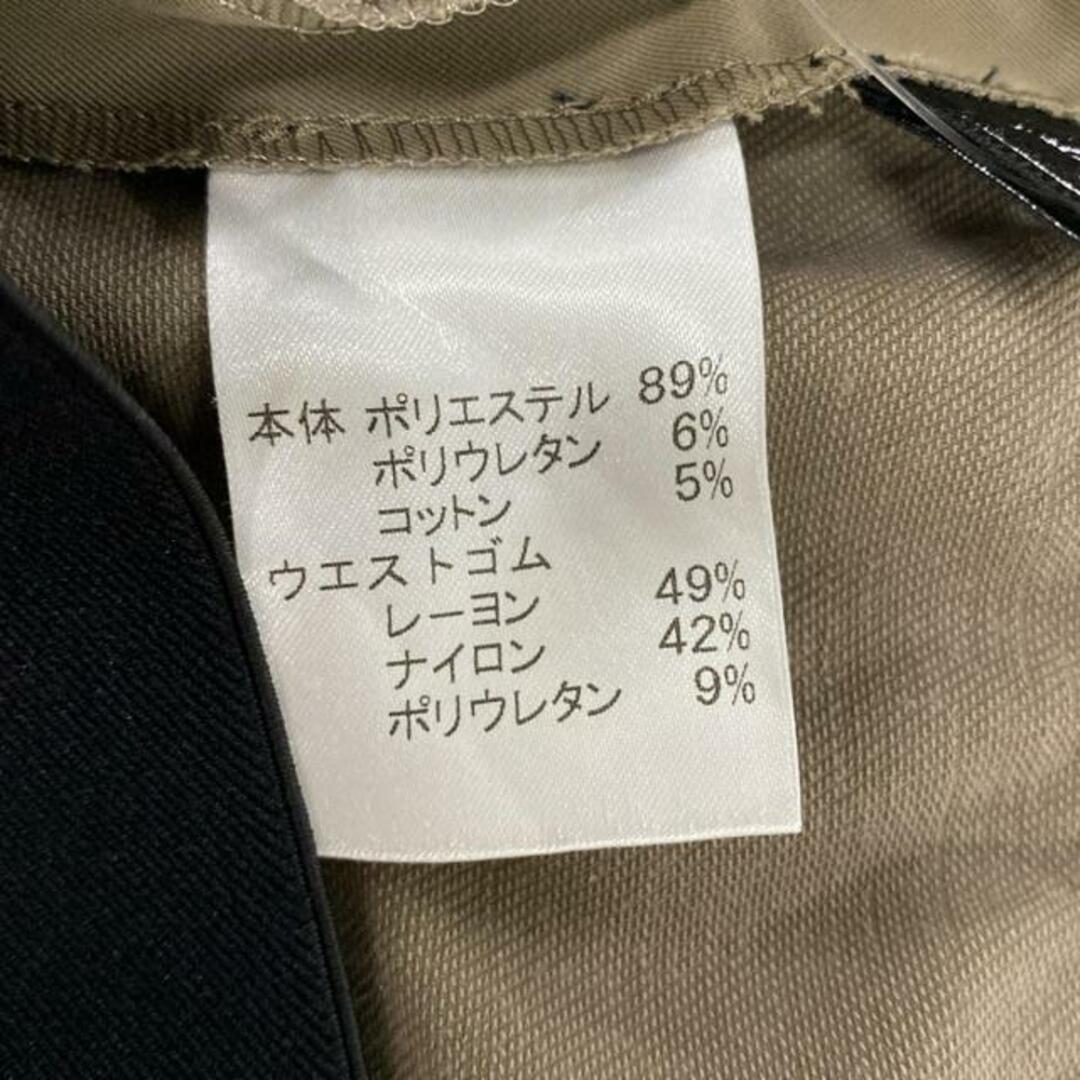 本体 ポリエステル 89%
ポリウレタン 6%
コットン 5%
ウエストゴム
レーヨン 49%
ナイロン 42%
ポリウレタン 9%